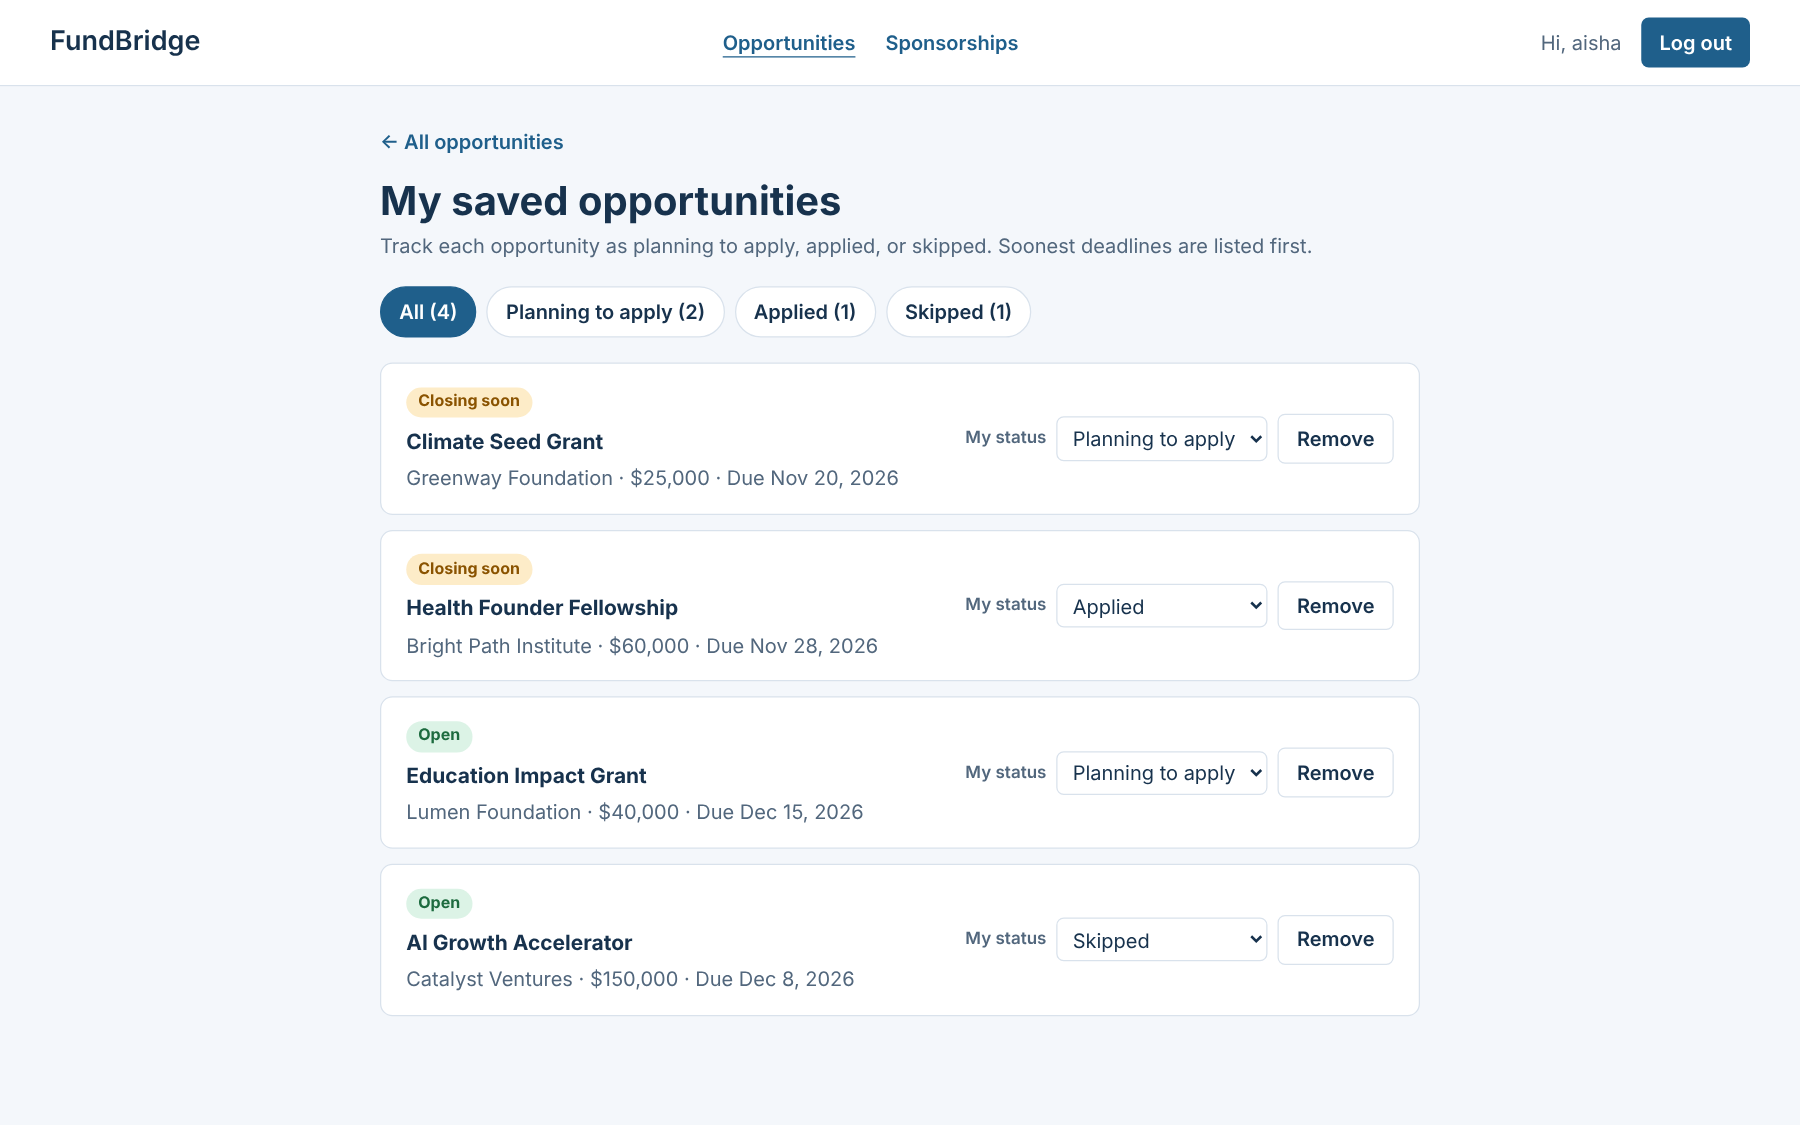 FundBridge
Opportunities
Sponsorships
Hi, aisha
Log out
← All opportunities
My saved opportunities
Track each opportunity as planning to apply, applied, or skipped. Soonest deadlines are listed first.
All (4)
Planning to apply (2)
Applied (1)
Skipped (1)
Closing soon
Climate Seed Grant
Greenway Foundation · $25,000 · Due Nov 20, 2026
My status
Planning to apply
Remove
Closing soon
Health Founder Fellowship
Bright Path Institute · $60,000 · Due Nov 28, 2026
My status
Applied
Remove
Open
Education Impact Grant
Lumen Foundation · $40,000 · Due Dec 15, 2026
My status
Planning to apply
Remove
Open
AI Growth Accelerator
Catalyst Ventures · $150,000 · Due Dec 8, 2026
My status
Skipped
Remove